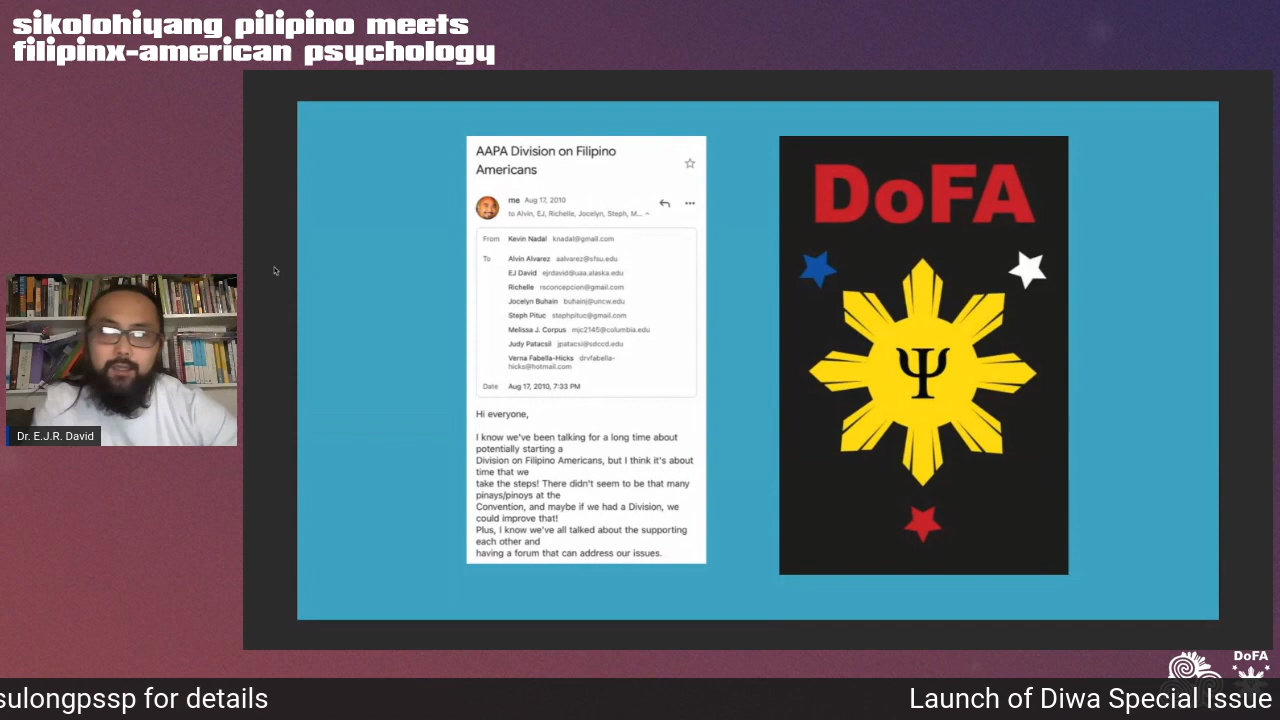 sikolohiyang pilipino meets
filipinx-american psychology
AAPA Division on Filipino
Americans
me Aug 17, 2010
to Alvin, EJ, Richelle, Jocelyn, Steph, M...
From Kevin Nadal knadal@gmail.com
To Alvin Alvarez aalvarez@sfsu.edu
EJ David ejrdavid@uaa.alaska.edu
Richelle rsconcepcion@gmail.com
Jocelyn Buhain buhainj@uncw.edu
Steph Pituc stephpituc@gmail.com
Melissa J. Corpus mjc2145@columbia.edu
Judy Patacsil jpatacsi@sdccd.edu
Verna Fabella-Hicks drvfabella-
hicks@hotmail.com
Date Aug 17, 2010, 7:33 PM
Hi everyone,
I know we've been talking for a long time about
potentially starting a
Division on Filipino Americans, but I think it's about
time that we
take the steps! There didn't seem to be that many
pinays/pinoys at the
Convention, and maybe if we had a Division, we
could improve that!
Plus, I know we've all talked about the supporting
each other and
having a forum that can address our issues.
DoFA
Ψ
Dr. E.J.R. David
DoFA
sulongpssp for details
Launch of Diwa Special Issue